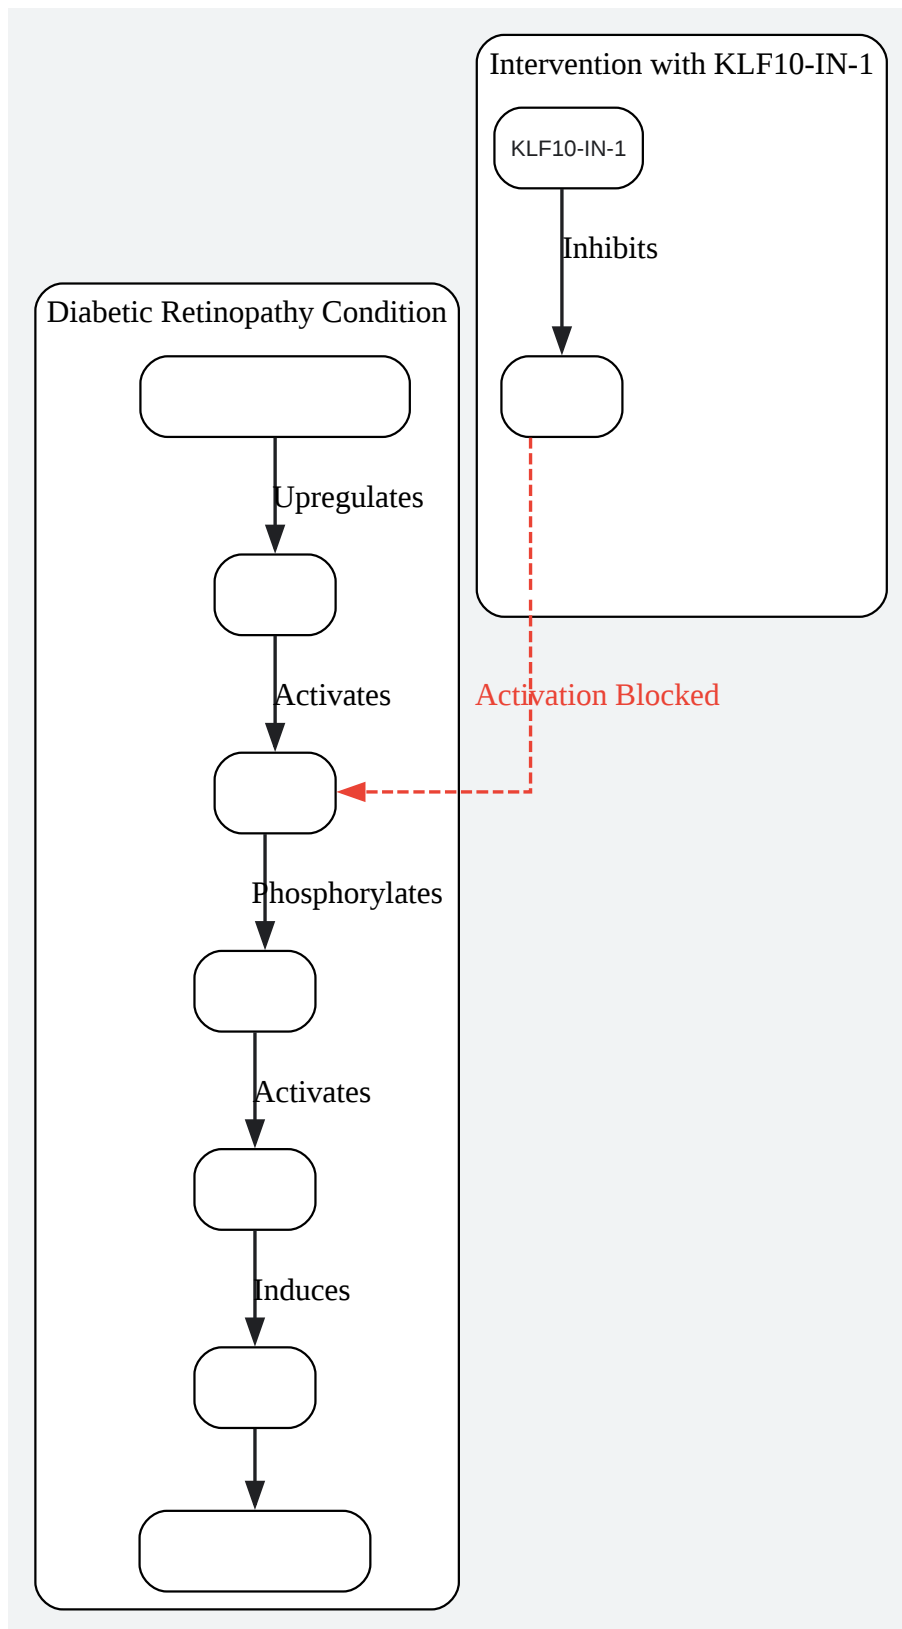 Intervention with KLF10-IN-1
KLF10-IN-1
Inhibits
Diabetic Retinopathy Condition
Upregulates
Activates
Activation Blocked
Phosphorylates
Activates
Induces